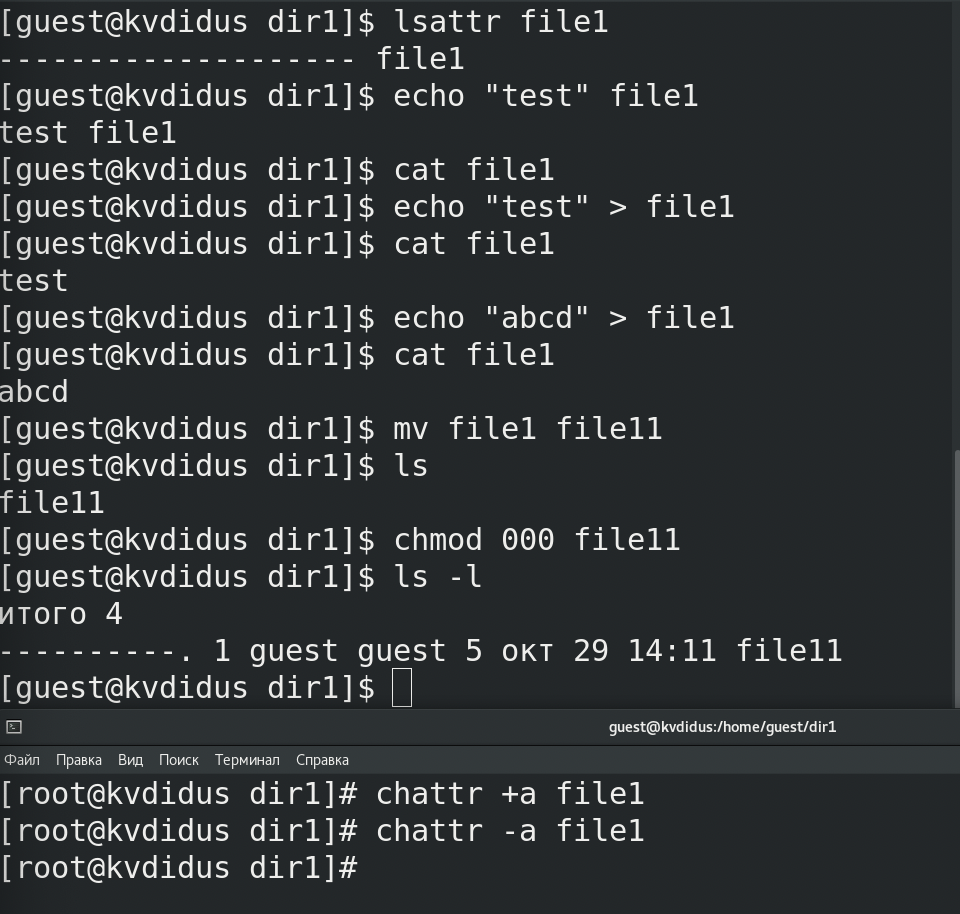 [guest@kvdidus dir1]$ lsattr file1
-------------------- file1
[guest@kvdidus dir1]$ echo "test" file1
test file1
[guest@kvdidus dir1]$ cat file1
[guest@kvdidus dir1]$ echo "test" > file1
[guest@kvdidus dir1]$ cat file1
test
[guest@kvdidus dir1]$ echo "abcd" > file1
[guest@kvdidus dir1]$ cat file1
abcd
[guest@kvdidus dir1]$ mv file1 file11
[guest@kvdidus dir1]$ ls
file11
[guest@kvdidus dir1]$ chmod 000 file11
[guest@kvdidus dir1]$ ls -l
итого 4
----------. 1 guest guest 5 окт 29 14:11 file11
[guest@kvdidus dir1]$
guest@kvdidus:/home/guest/dir1
Файл Правка Вид Поиск Терминал Справка
[root@kvdidus dir1]# chattr +a file1
[root@kvdidus dir1]# chattr -a file1
[root@kvdidus dir1]#